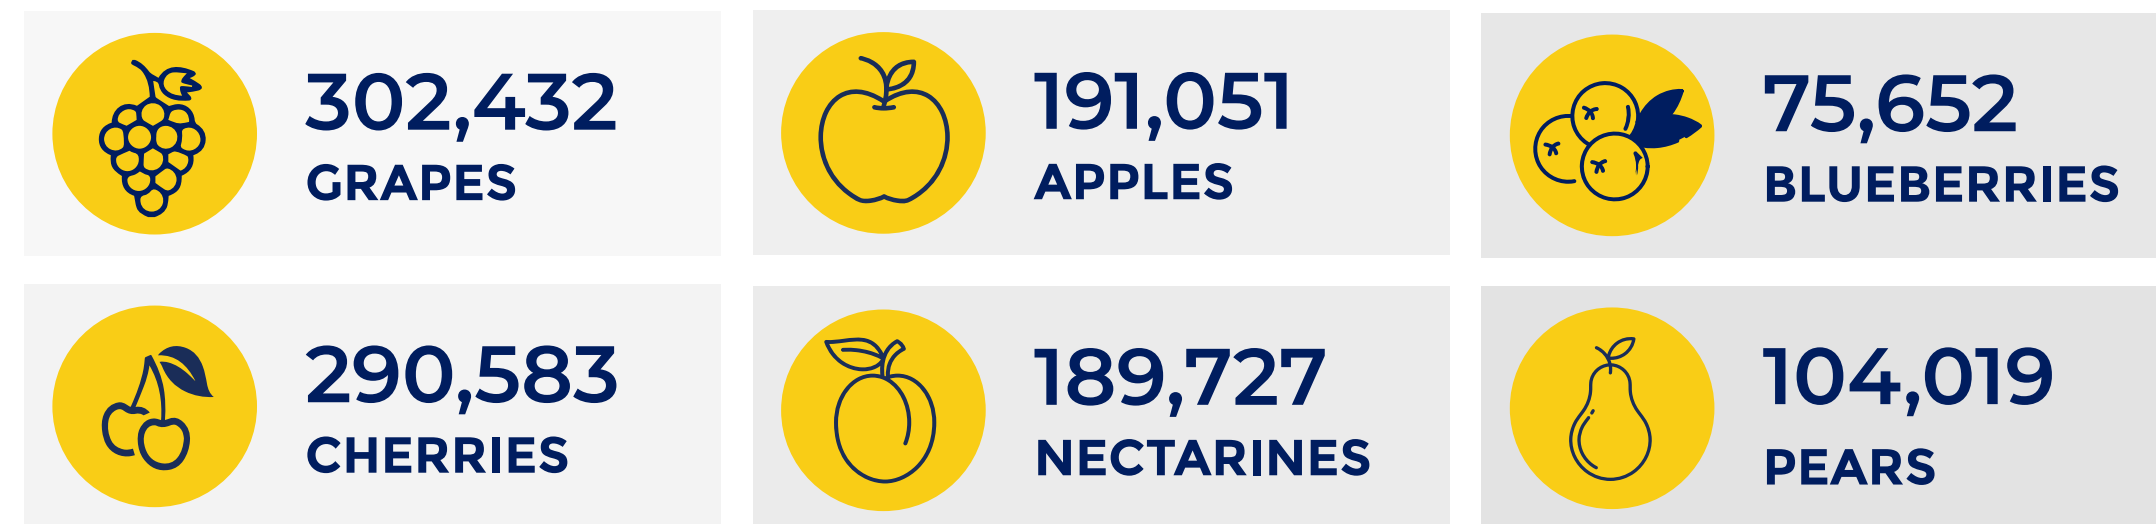 302,432
GRAPES
191,051
APPLES
75,652
BLUEBERRIES
290,583
CHERRIES
189,727
NECTARINES
104,019
PEARS